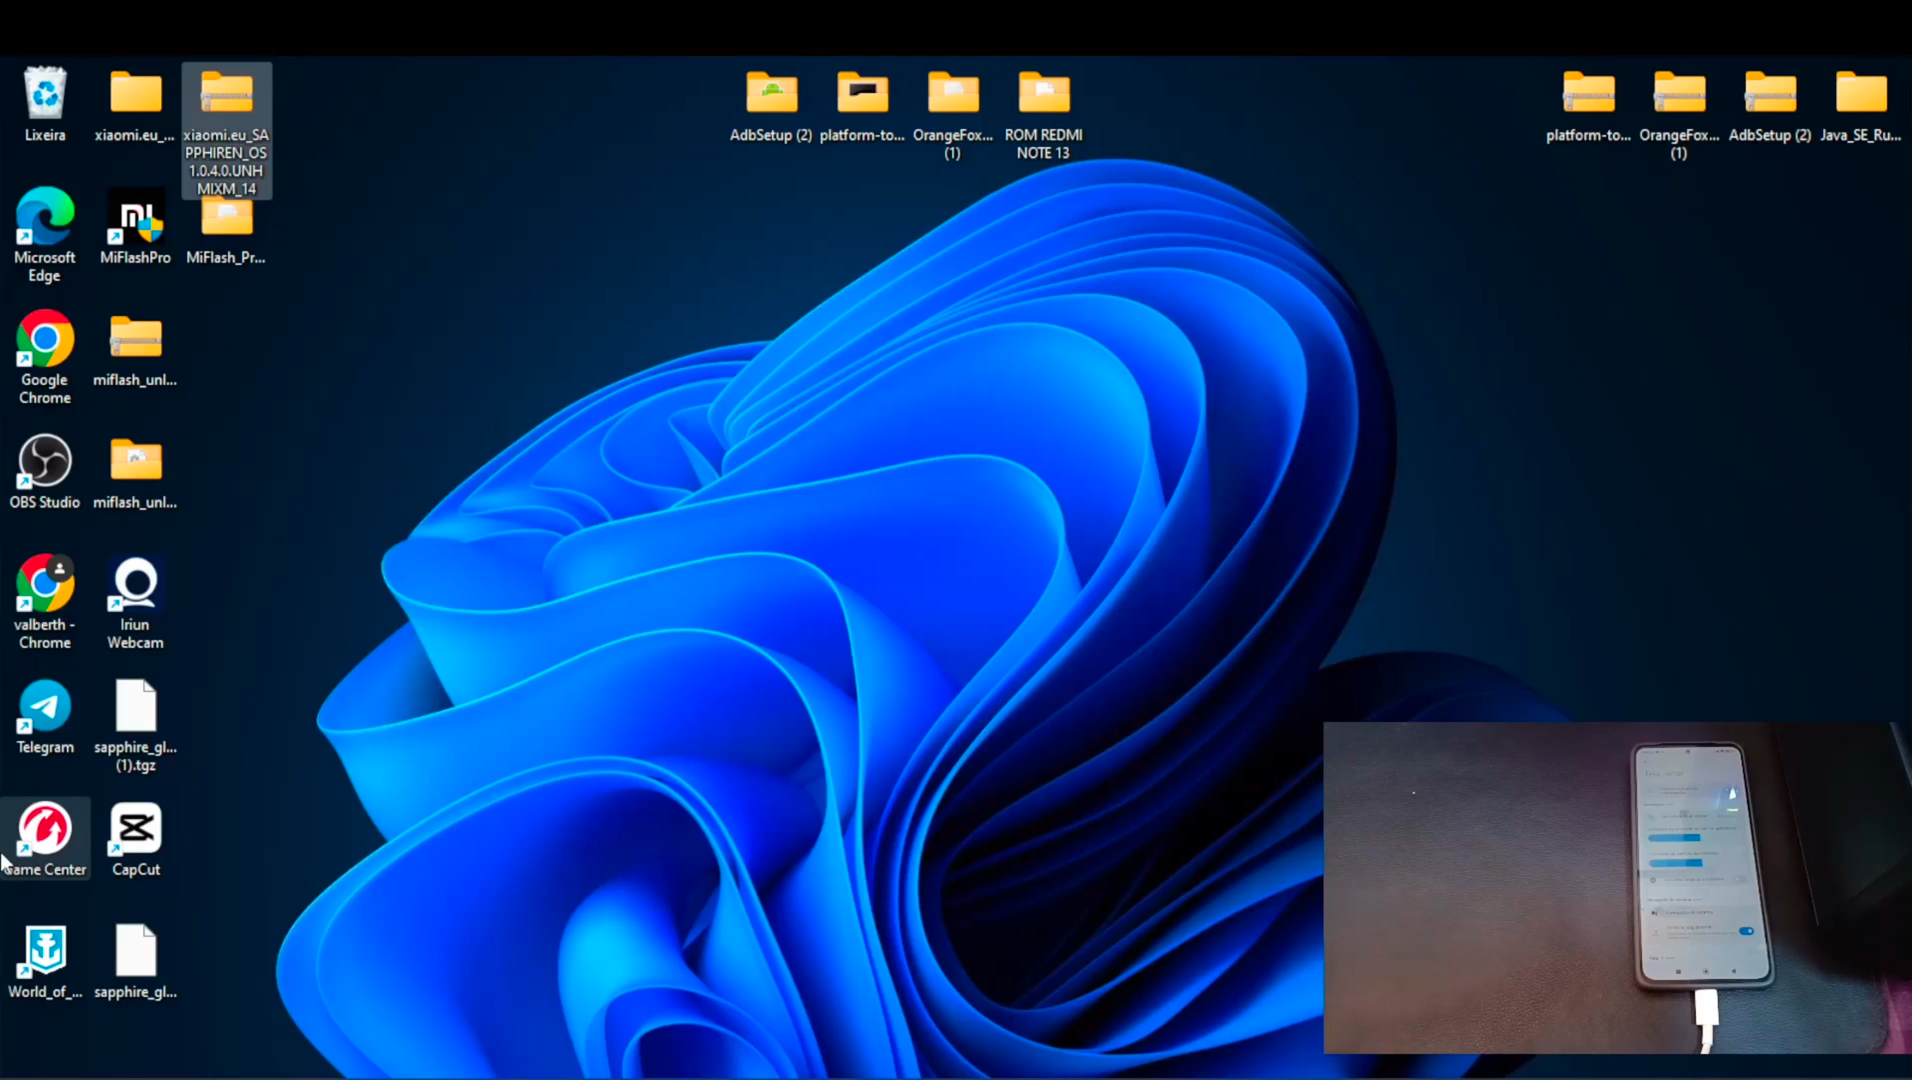 Lixeira
xiaomi.eu_...
xiaomi.eu_SA
PPHIREN_OS
1.0.4.0.UNH
MIXM_14
AdbSetup (2)
platform-to...
OrangeFox...
(1)
ROM REDMI
NOTE 13
platform-to...
OrangeFox...
(1)
AdbSetup (2)
Java_SE_Ru...
Microsoft
Edge
MiFlashPro
MiFlash_Pr...
Google
Chrome
miflash_unl...
OBS Studio
miflash_unl...
valberth -
Chrome
Iriun
Webcam
Telegram
sapphire_gl...
(1).tgz
ame Center
CapCut
World_of_...
sapphire_gl...